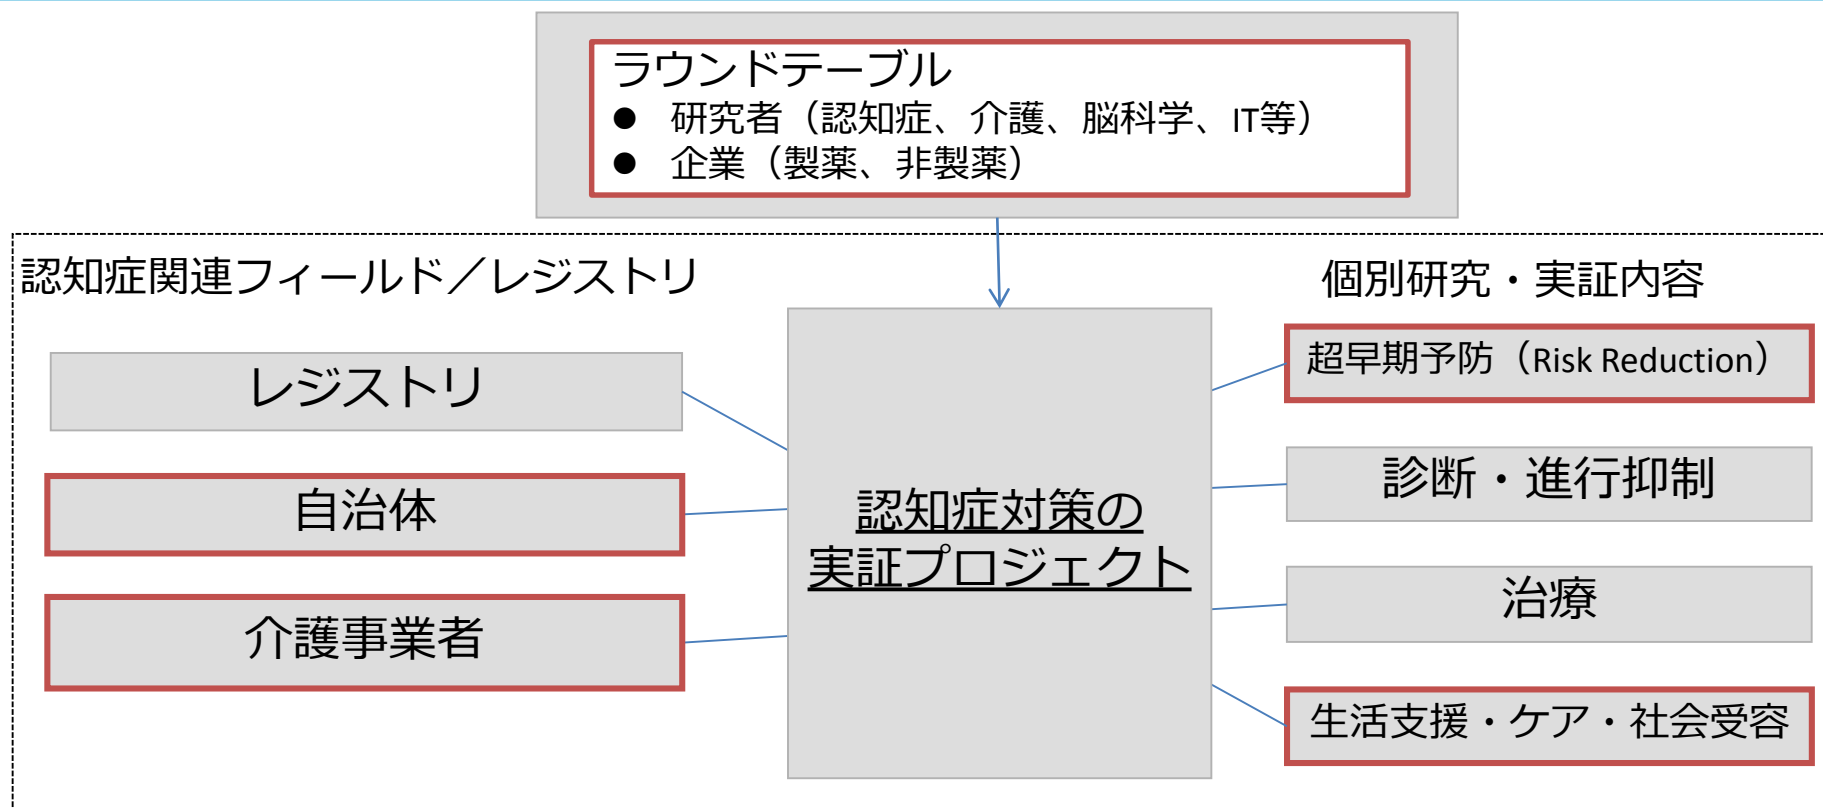 ラウンドテーブル
● 研究者（認知症、介護、脳科学、IT等）
● 企業（製薬、非製薬）
認知症関連フィールド／レジストリ
レジストリ
自治体
介護事業者
認知症対策の
実証プロジェクト
個別研究・実証内容
超早期予防（Risk Reduction）
診断・進行抑制
治療
生活支援・ケア・社会受容